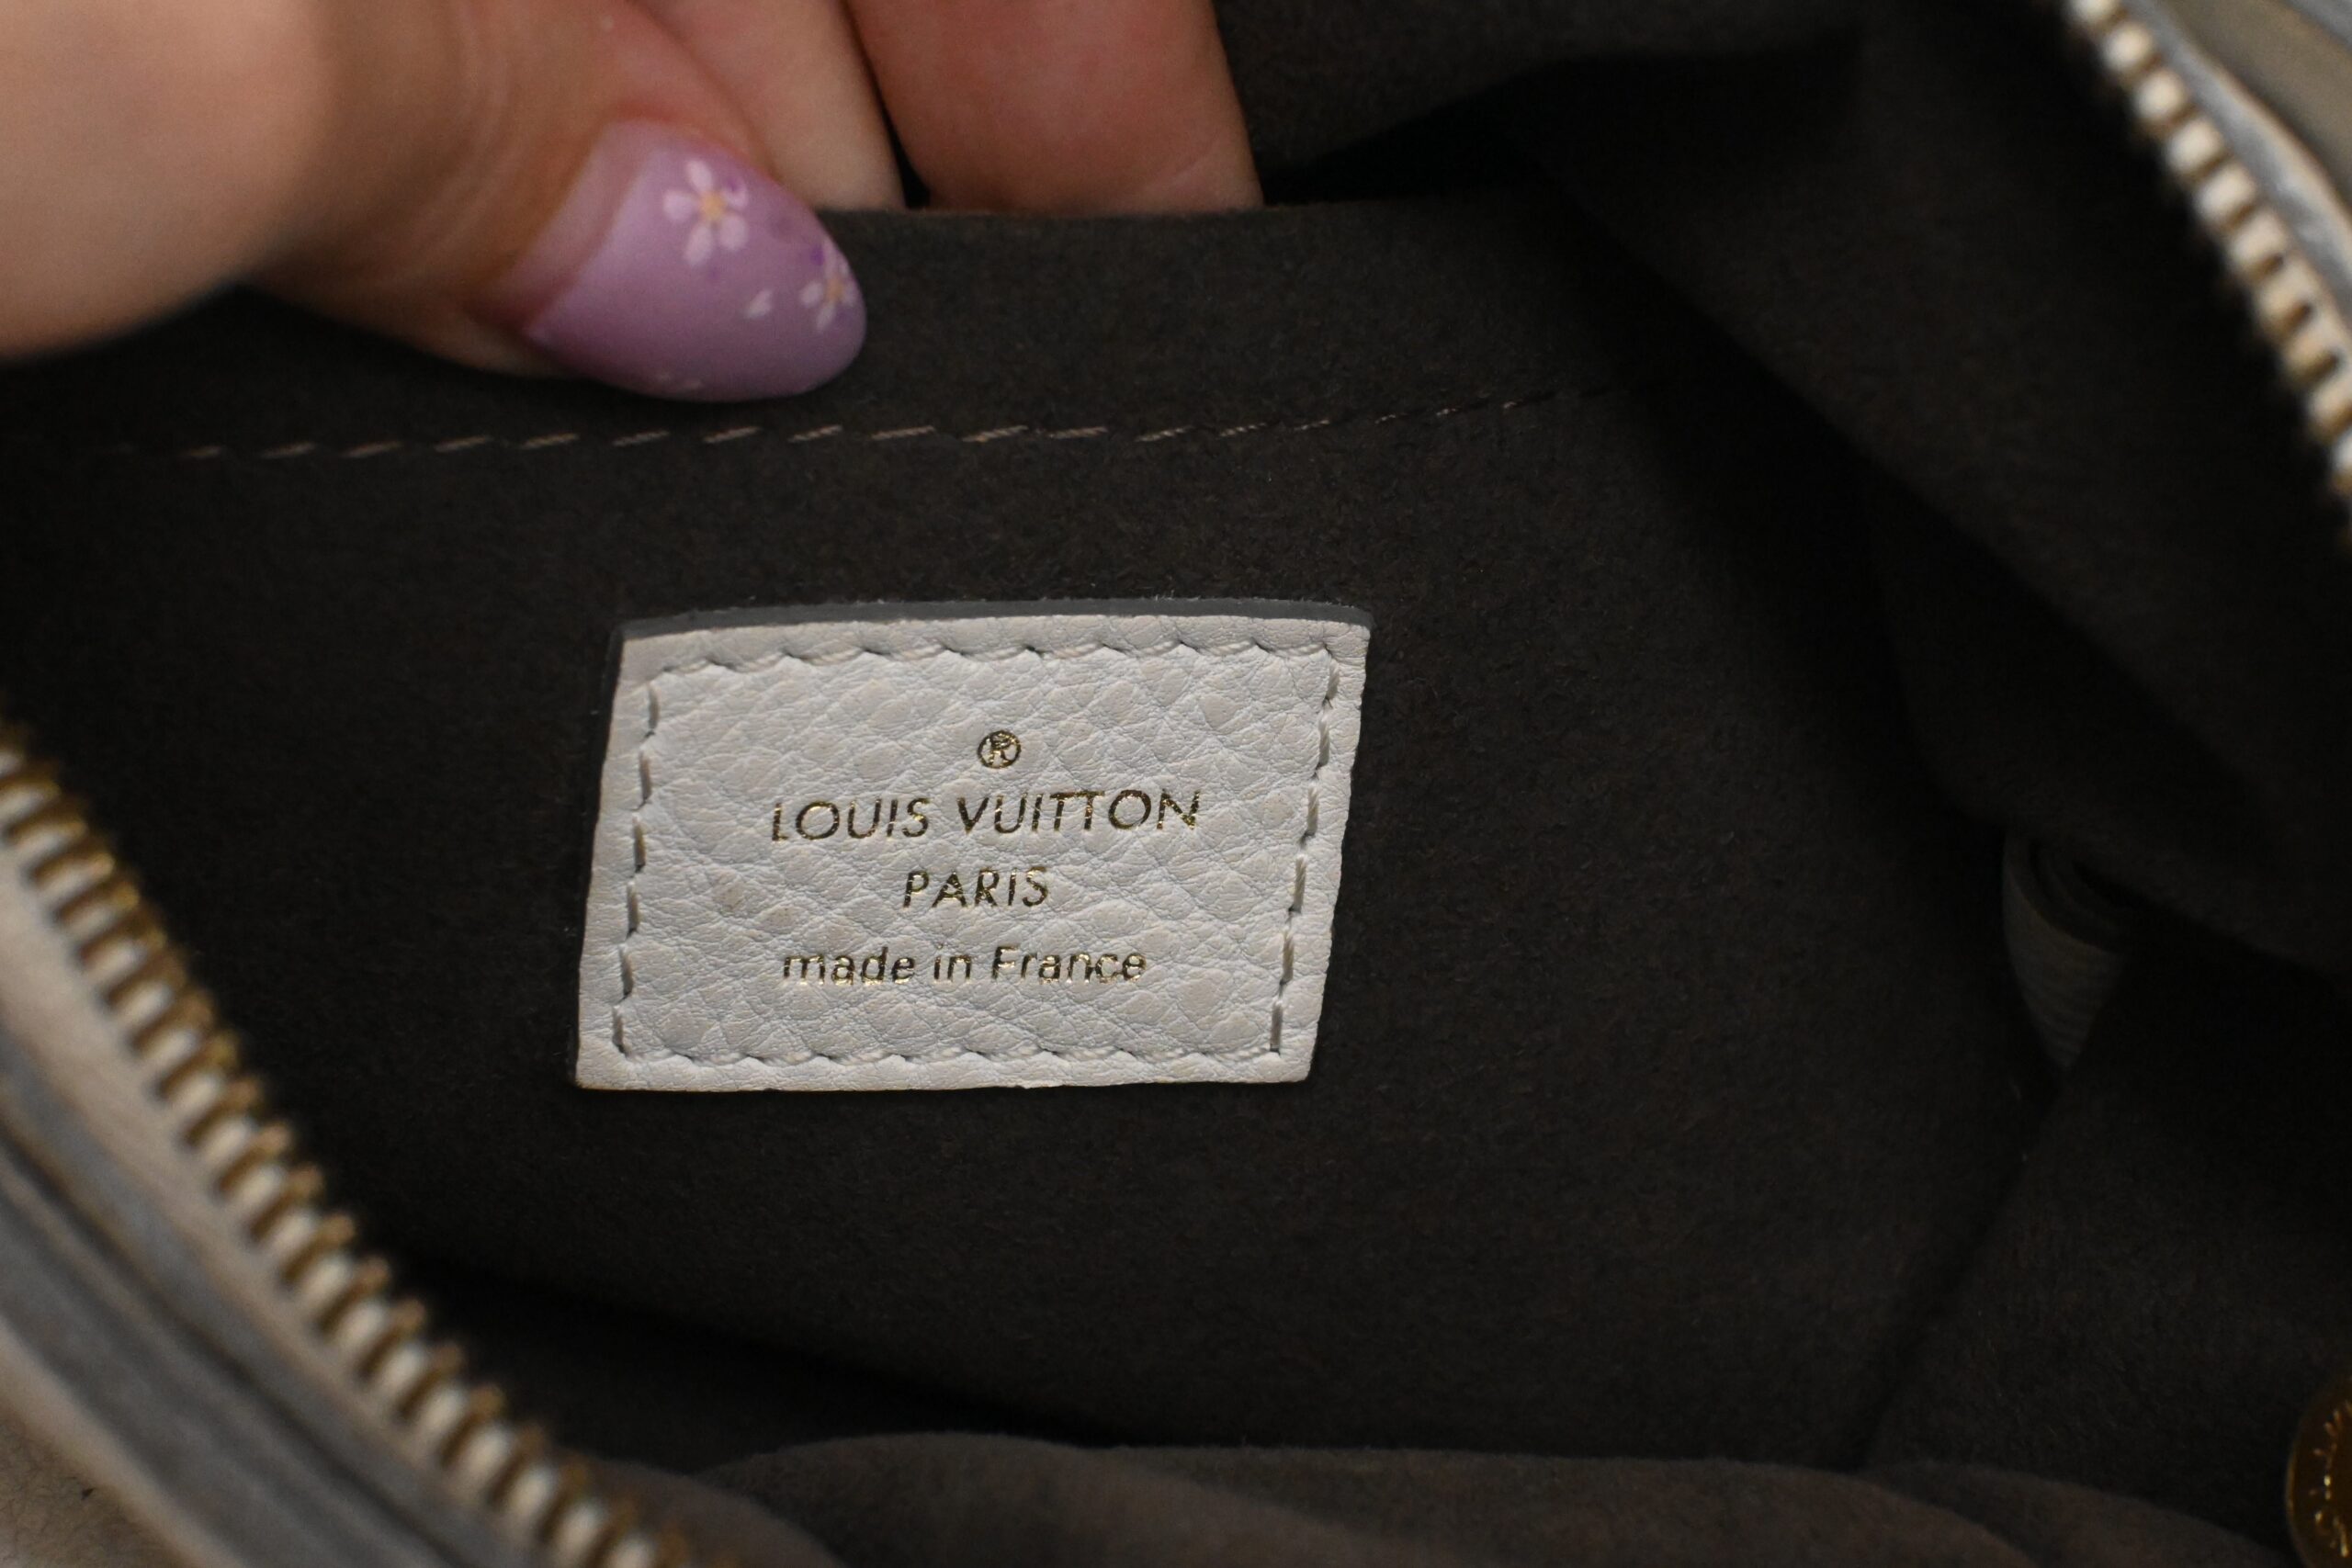 ®
LOUIS VUITTON
PARIS
made in France